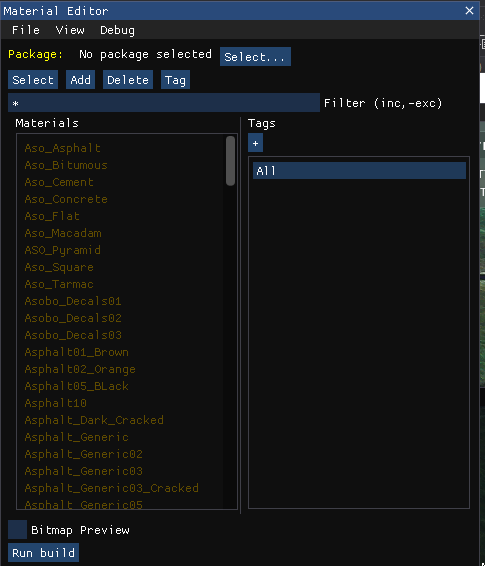 Material Editor
File View Debug
Package: No package selected Select...
Select Add Delete Tag
* Filter (inc,-exc)
Materials
Aso_Asphalt
Aso_Bitumous
Aso_Cement
Aso_Concrete
Aso_Flat
Aso_Macadam
ASO_Pyramid
Aso_Square
Aso_Tarmac
Asobo_Decals01
Asobo_Decals02
Asobo_Decals03
Asphalt01_Brown
Asphalt02_Orange
Asphalt05_BLack
Asphalt10
Asphalt_Dark_Cracked
Asphalt_Generic
Asphalt_Generic02
Asphalt_Generic03
Asphalt_Generic03_Cracked
Asphalt_Generic05
Tags
+
All
Bitmap Preview
Run build